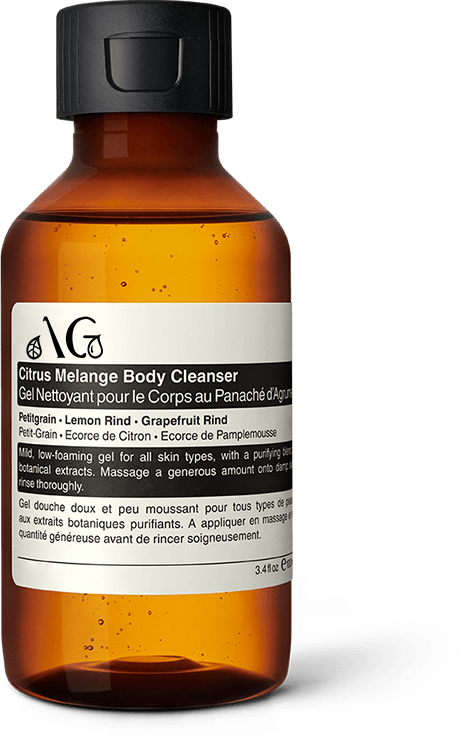 AG
Citrus Melange Body Cleanser
Gel Nettoyant pour le Corps au Panaché d'Agrume
Petitgrain • Lemon Rind • Grapefruit Rind
Petit-Grain • Ecorce de Citron • Ecorce de Pamplemousse
Mild, low-foaming gel for all skin types, with a purifying blend
botanical extracts. Massage a generous amount onto
rinse thoroughly.
Gel douche doux et peu moussant pour tous types de
aux extraits botaniques purifiants. A appliquer en massage
quantité généreuse avant de rincer soigneusement.
3.4 fl oz ℮